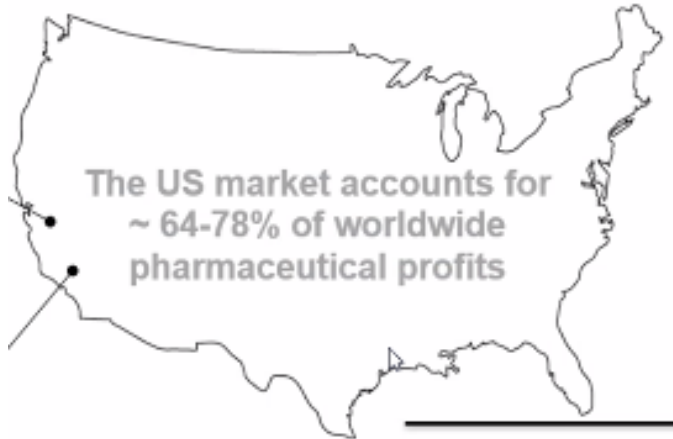 The US market accounts for
~ 64-78% of worldwide
pharmaceutical profits